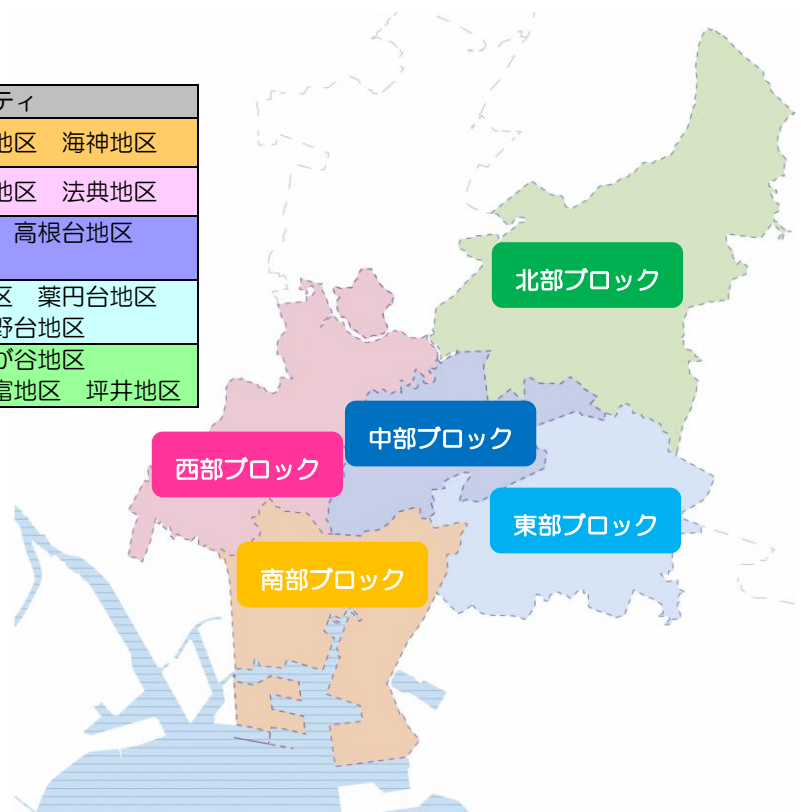 ティ
地区　海神地区
地区　法典地区
高根台地区
区　薬円台地区
野台地区
が谷地区
富地区　坪井地区
北部ブロック
中部ブロック
西部ブロック
東部ブロック
南部ブロック